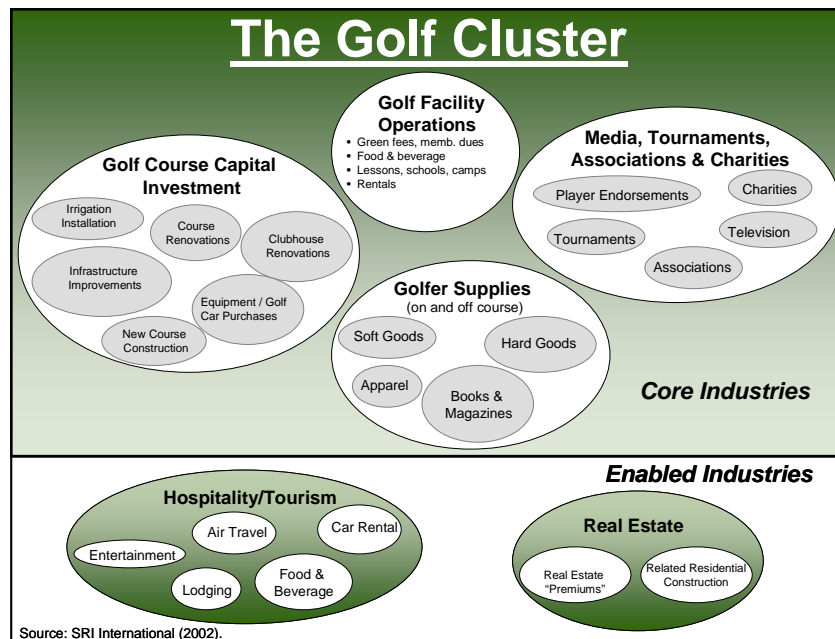 The Golf Cluster
Golf Facility
Operations
• Green fees, memb. dues
• Food & beverage
• Lessons, schools, camps
• Rentals
Golf Course Capital
Investment
Irrigation
Installation
Course
Renovations
Clubhouse
Renovations
Infrastructure
Improvements
Equipment / Golf
Car Purchases
New Course
Construction
Media, Tournaments,
Associations & Charities
Player Endorsements
Charities
Tournaments
Television
Associations
Golfer Supplies
(on and off course)
Soft Goods
Hard Goods
Apparel
Books &
Magazines
Core Industries
Enabled Industries
Hospitality/Tourism
Air Travel
Car Rental
Entertainment
Lodging
Food &
Beverage
Real Estate
Real Estate
“Premiums”
Related Residential
Construction
Source: SRI International (2002).